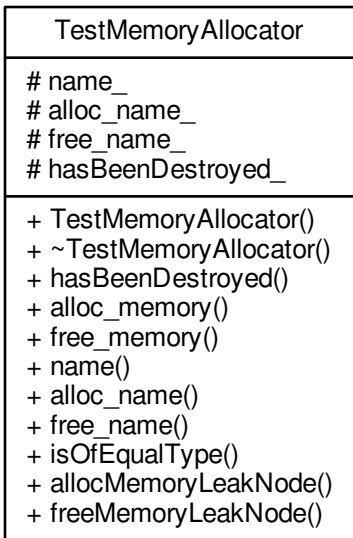 TestMemoryAllocator
# name_
# alloc_name_
# free_name_
# hasBeenDestroyed_
+ TestMemoryAllocator()
+ ~TestMemoryAllocator()
+ hasBeenDestroyed()
+ alloc_memory()
+ free_memory()
+ name()
+ alloc_name()
+ free_name()
+ isOfEqualType()
+ allocMemoryLeakNode()
+ freeMemoryLeakNode()